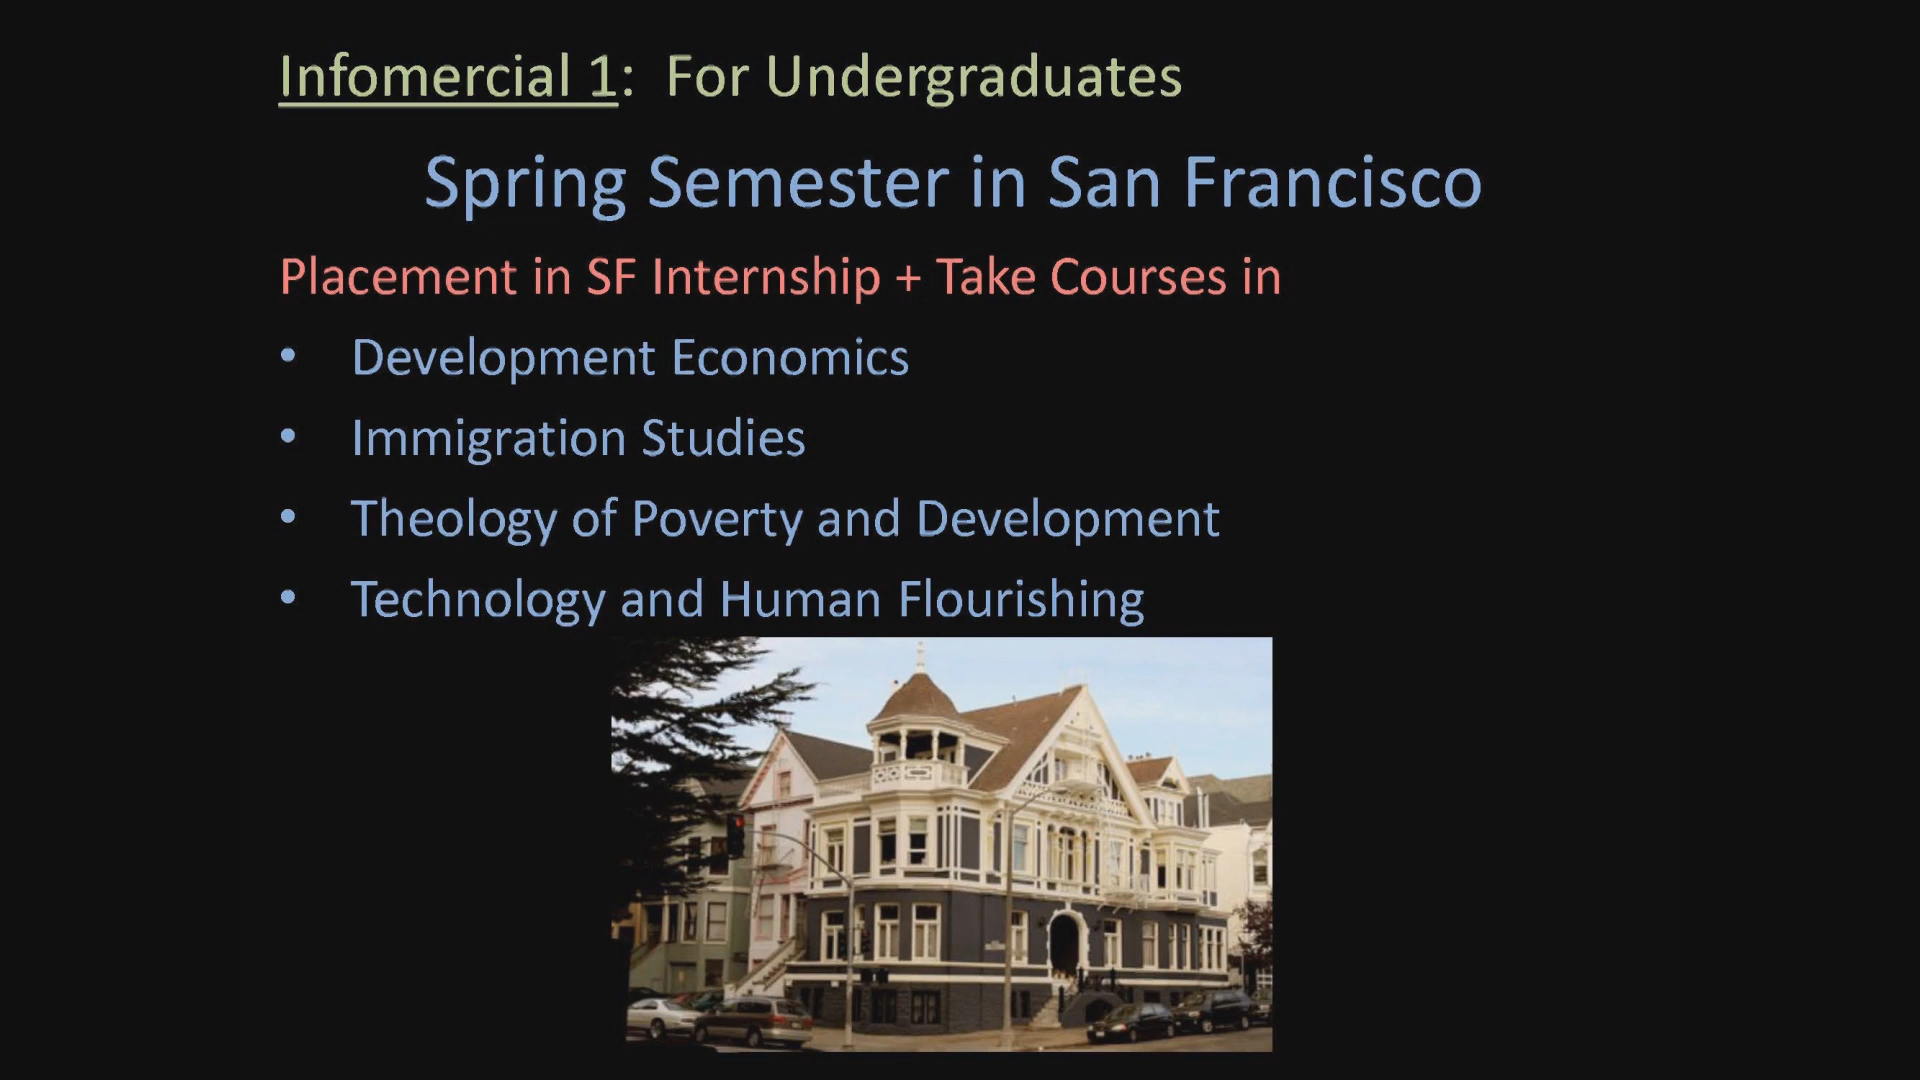 Infomercial 1: For Undergraduates
Spring Semester in San Francisco
Placement in SF Internship + Take Courses in
• Development Economics
• Immigration Studies
• Theology of Poverty and Development
• Technology and Human Flourishing